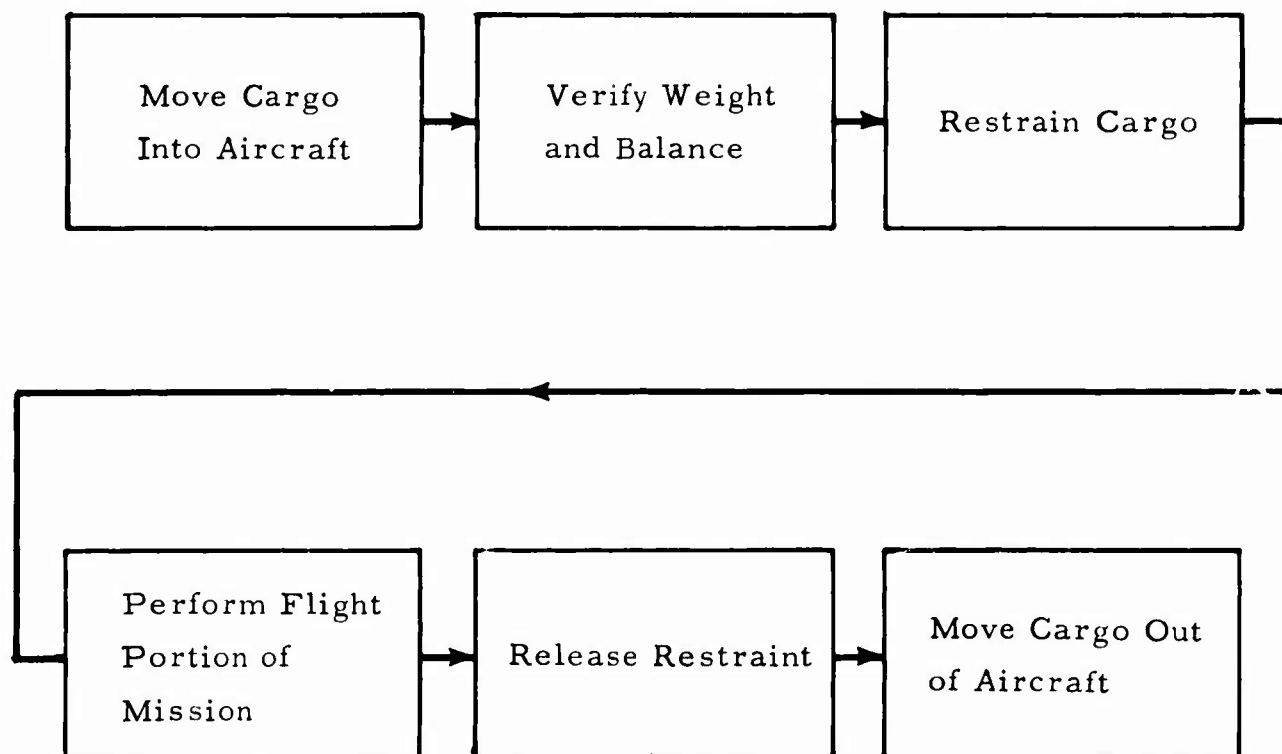 Move Cargo
Into Aircraft
Verify Weight
and Balance
Restrain Cargo
Perform Flight
Portion of
Mission
Release Restraint
Move Cargo Out
of Aircraft